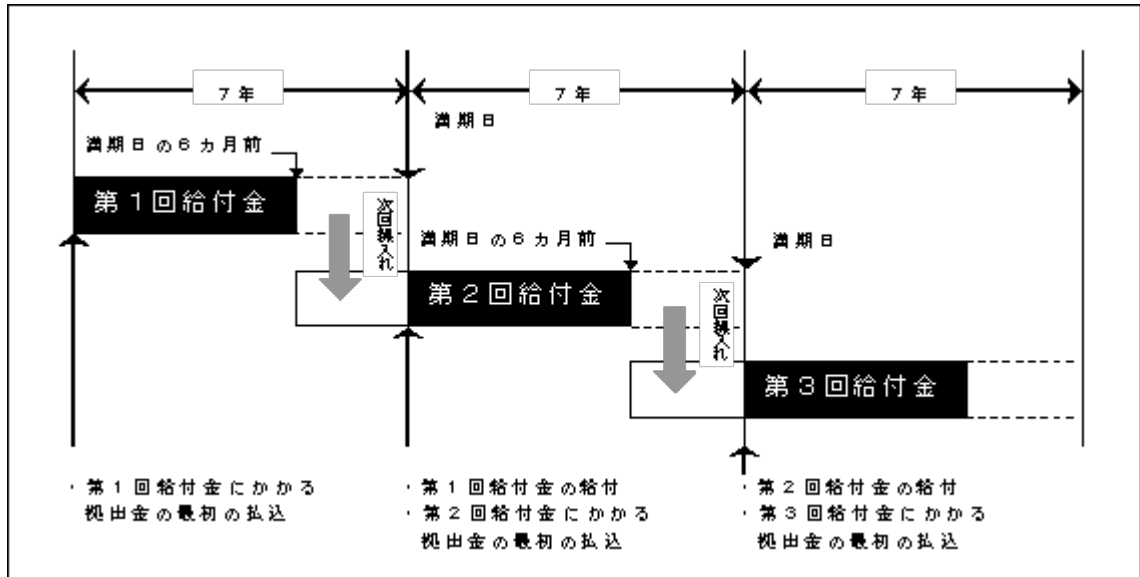 7年
7年
7年
満期日
満期日の6カ月前
第1回給付金
次回繰入れ
満期日の6カ月前
満期日
第2回給付金
次回繰入れ
第3回給付金
・第1回給付金にかかる
拠出金の最初の払込
・第1回給付金の給付
・第2回給付金にかかる
拠出金の最初の払込
・第2回給付金の給付
・第3回給付金にかかる
拠出金の最初の払込